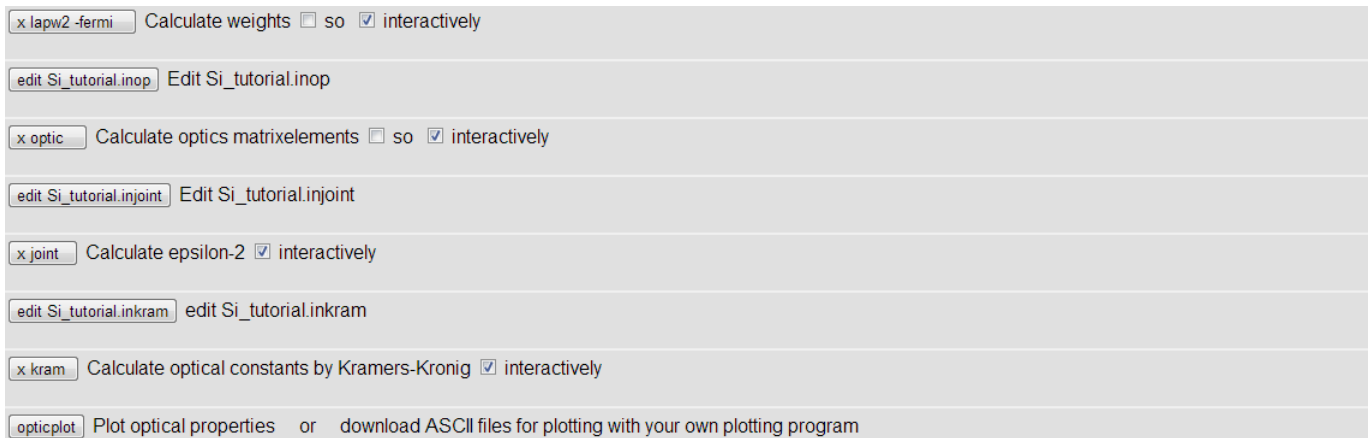 x lapw2 -fermi Calculate weights so interactively
edit Si_tutorial.inop Edit Si_tutorial.inop
x optic Calculate optics matrixelements so interactively
edit Si_tutorial.injoint Edit Si_tutorial.injoint
x joint Calculate epsilon-2 interactively
edit Si_tutorial.inkram edit Si_tutorial.inkram
x kram Calculate optical constants by Kramers-Kronig interactively
opticplot Plot optical properties or download ASCII files for plotting with your own plotting program